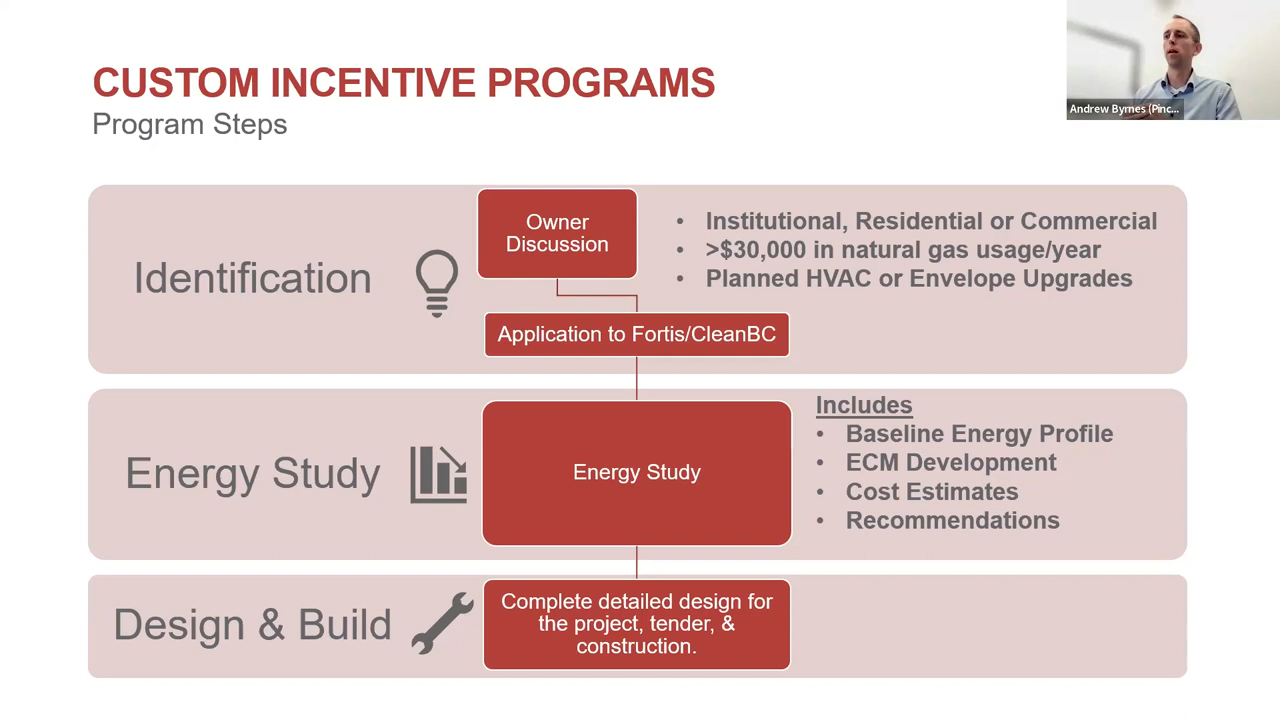 CUSTOM INCENTIVE PROGRAMS
Program Steps
Andrew Byrnes (Pinc...
Identification
Owner
Discussion
• Institutional, Residential or Commercial
• >$30,000 in natural gas usage/year
• Planned HVAC or Envelope Upgrades
Application to Fortis/CleanBC
Energy Study
Energy Study
Includes
• Baseline Energy Profile
• ECM Development
• Cost Estimates
• Recommendations
Design & Build
Complete detailed design for
the project, tender, &
construction.